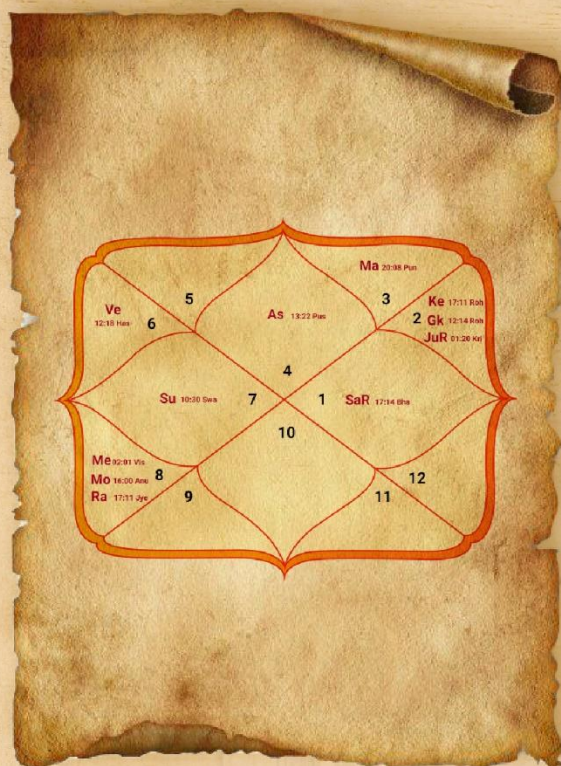 Ma 20:08 Pun
5
3
Ve
12:18 Has
6
As 13:22 Pus
Ke 17:11 Roh
2 Gk 12:14 Roh
JuR 01:20 Kri
4
Su 10:30 Swa
7
1
SaR 17:14 Bha
10
Me 02:01 Vis
Mo 16:00 Anu
8
Ra 17:11 Jye
9
12
11